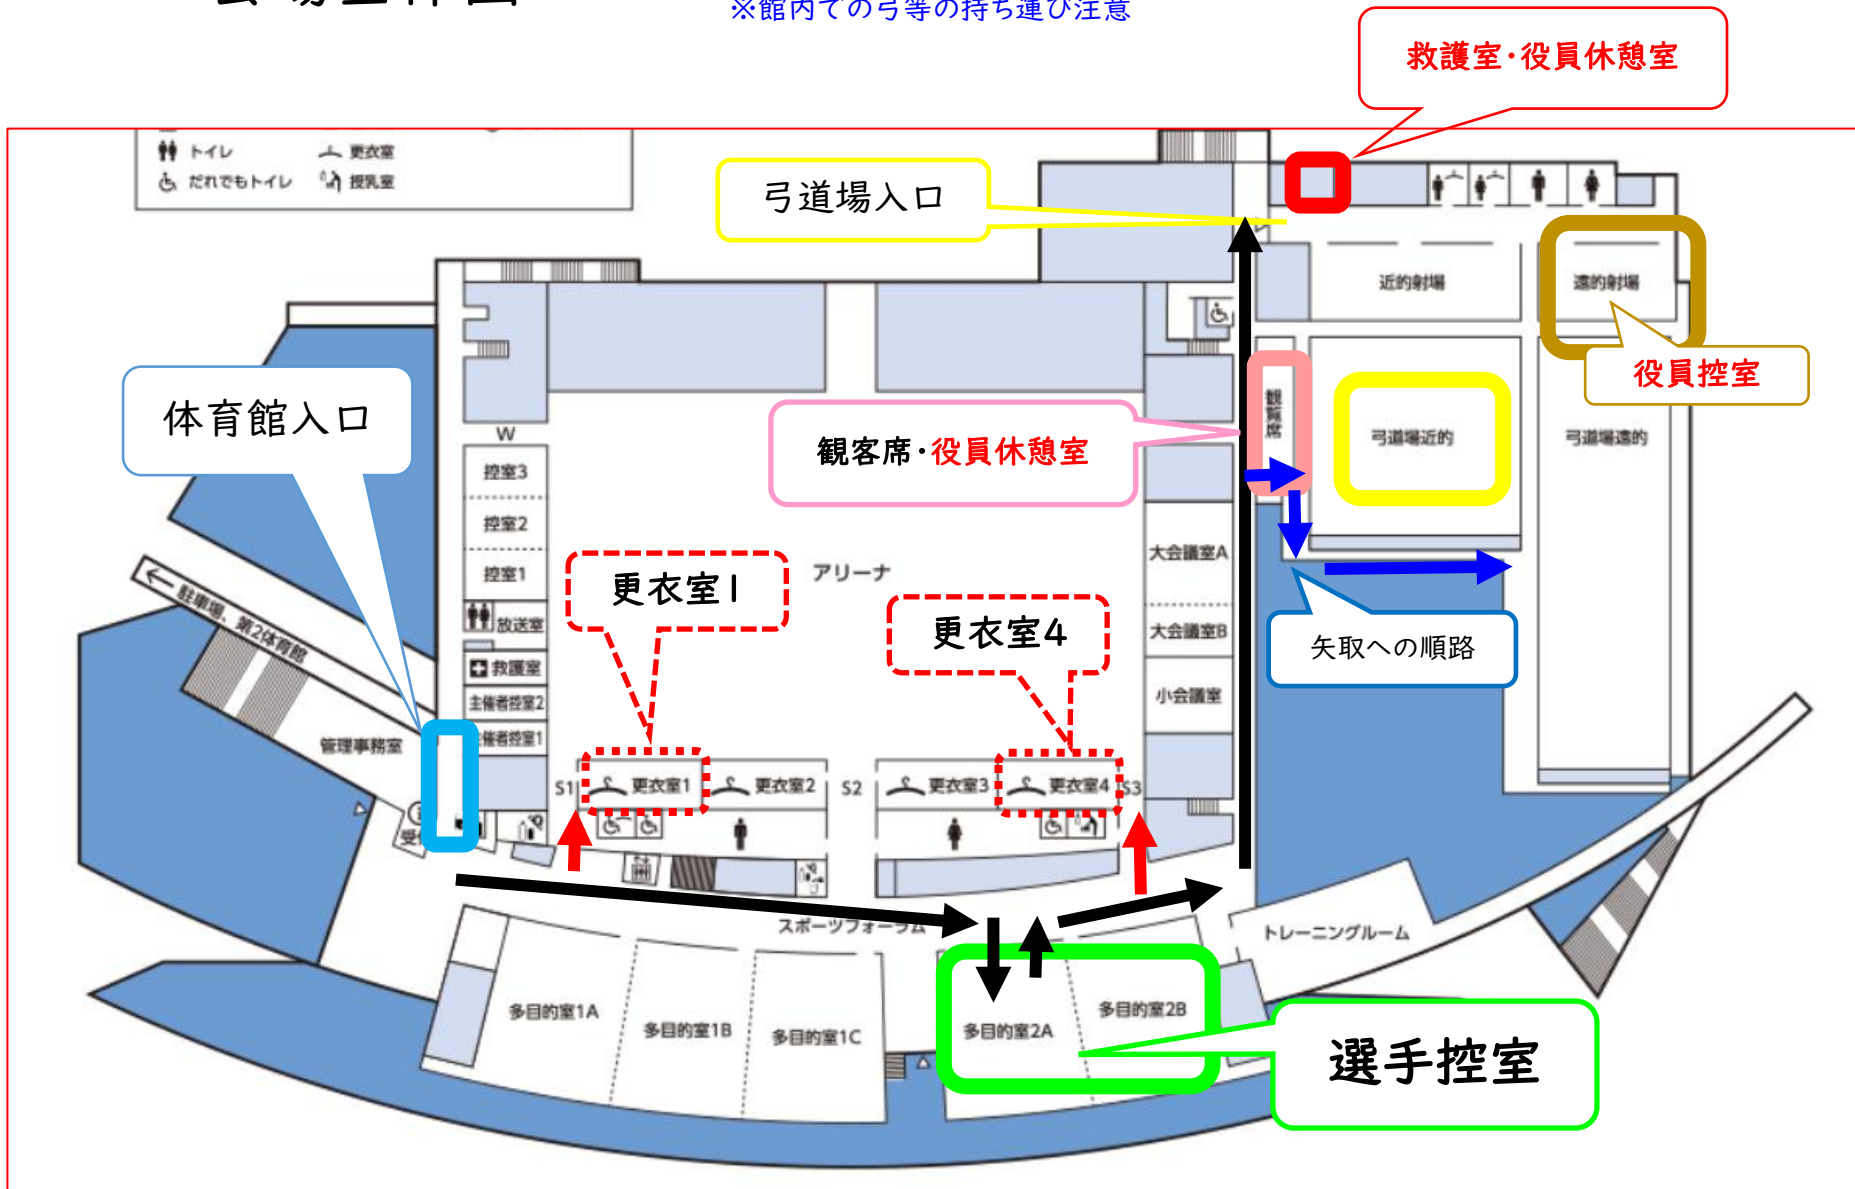 ※館内での弓等の持ち運び注意
救護室・役員休憩室
トイレ
更衣室
だれでもトイレ
授乳室
弓道場入口
近的射場
遠的射場
役員控室
体育館入口
観客席・役員休憩室
観覧席
弓道場近的
弓道場遠的
W
控室3
控室2
控室1
放送室
救護室
主催者控室2
主催者控室1
アリーナ
更衣室1
更衣室4
大会議室A
大会議室B
小会議室
矢取への順路
駐車場、第2体育館
管理事務室
S1
更衣室1
更衣室2
S2
更衣室3
更衣室4
S3
スポーツフォーラム
トレーニングルーム
多目的室1A
多目的室1B
多目的室1C
多目的室2A
多目的室2B
選手控室